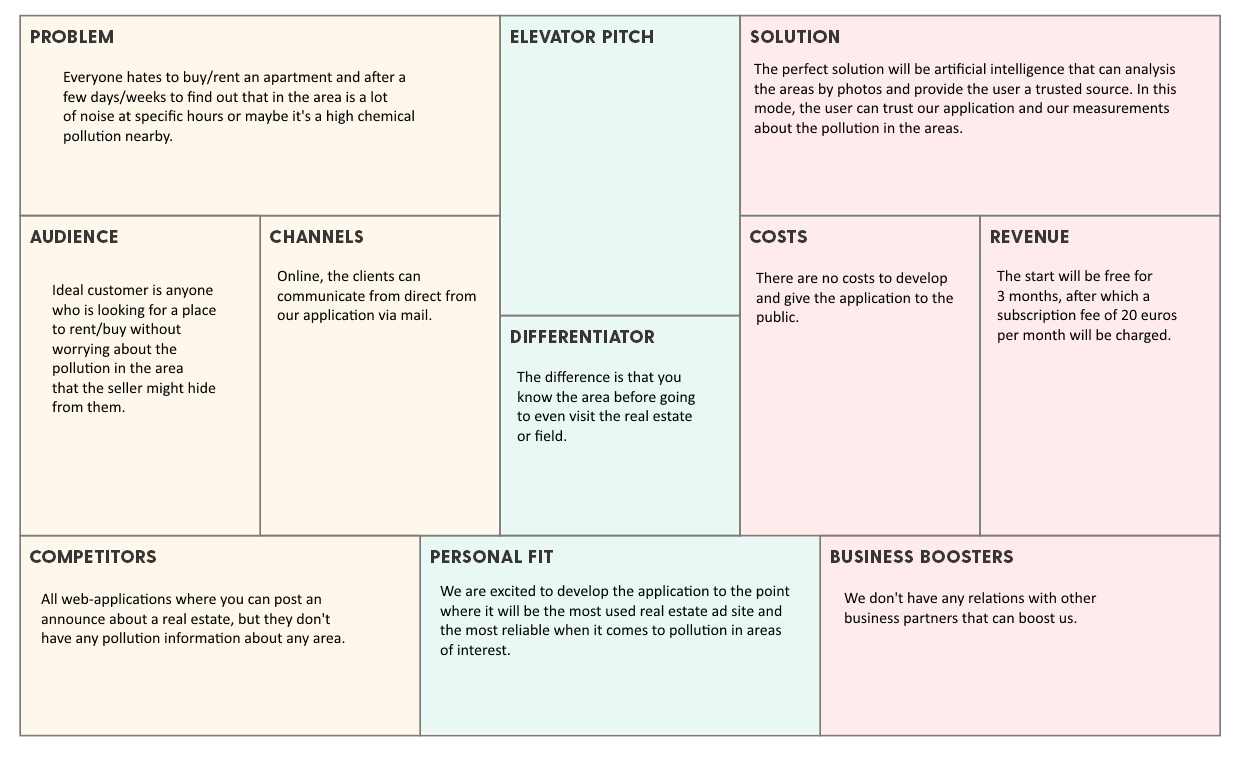 PROBLEM
Everyone hates to buy/rent an apartment and after a
few days/weeks to find out that in the area is a lot
of noise at specific hours or maybe it's a high chemical
pollution nearby.
ELEVATOR PITCH
SOLUTION
The perfect solution will be artificial intelligence that can analysis
the areas by photos and provide the user a trusted source. In this
mode, the user can trust our application and our measurements
about the pollution in the areas.
AUDIENCE
Ideal customer is anyone
who is looking for a place
to rent/buy without
worrying about the
pollution in the area
that the seller might hide
from them.
CHANNELS
Online, the clients can
communicate from direct from
our application via mail.
DIFFERENTIATOR
The difference is that you
know the area before going
to even visit the real estate
or field.
COSTS
There are no costs to develop
and give the application to the
public.
REVENUE
The start will be free for
3 months, after which a
subscription fee of 20 euros
per month will be charged.
COMPETITORS
All web-applications where you can post an
announce about a real estate, but they don't
have any pollution information about any area.
PERSONAL FIT
We are excited to develop the application to the point
where it will be the most used real estate ad site and
the most reliable when it comes to pollution in areas
of interest.
BUSINESS BOOSTERS
We don't have any relations with other
business partners that can boost us.